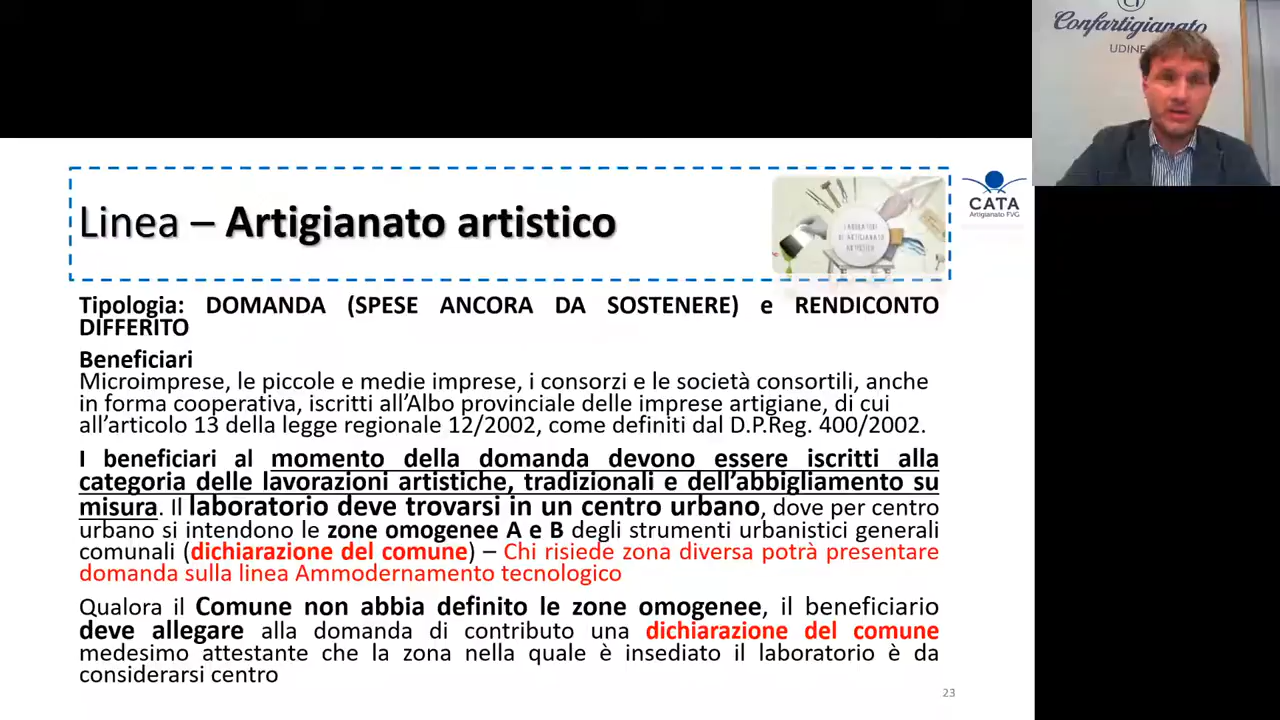 Confartigianato
UDINE
Linea – Artigianato artistico
LABORATORI
DI ARTIGIANATO
ARTISTICO
CATA
Artigianato FVG
Tipologia: DOMANDA (SPESE ANCORA DA SOSTENERE) e RENDICONTO
DIFFERITO
Beneficiari
Microimprese, le piccole e medie imprese, i consorzi e le società consortili, anche
in forma cooperativa, iscritti all’Albo provinciale delle imprese artigiane, di cui
all’articolo 13 della legge regionale 12/2002, come definiti dal D.P.Reg. 400/2002.
I beneficiari al momento della domanda devono essere iscritti alla
categoria delle lavorazioni artistiche, tradizionali e dell’abbigliamento su
misura. Il laboratorio deve trovarsi in un centro urbano, dove per centro
urbano si intendono le zone omogenee A e B degli strumenti urbanistici generali
comunali (dichiarazione del comune) – Chi risiede zona diversa potrà presentare
domanda sulla linea Ammodernamento tecnologico
Qualora il Comune non abbia definito le zone omogenee, il beneficiario
deve allegare alla domanda di contributo una dichiarazione del comune
medesimo attestante che la zona nella quale è insediato il laboratorio è da
considerarsi centro
23